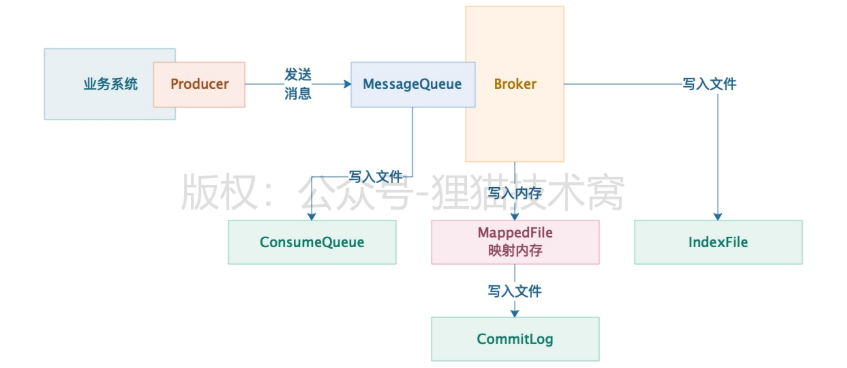 业务系统
Producer
发送
消息
MessageQueue
Broker
写入文件
写入文件
版权：公众号-狸猫技术窝
写入内存
ConsumeQueue
MappedFile
映射内存
IndexFile
写入文件
CommitLog